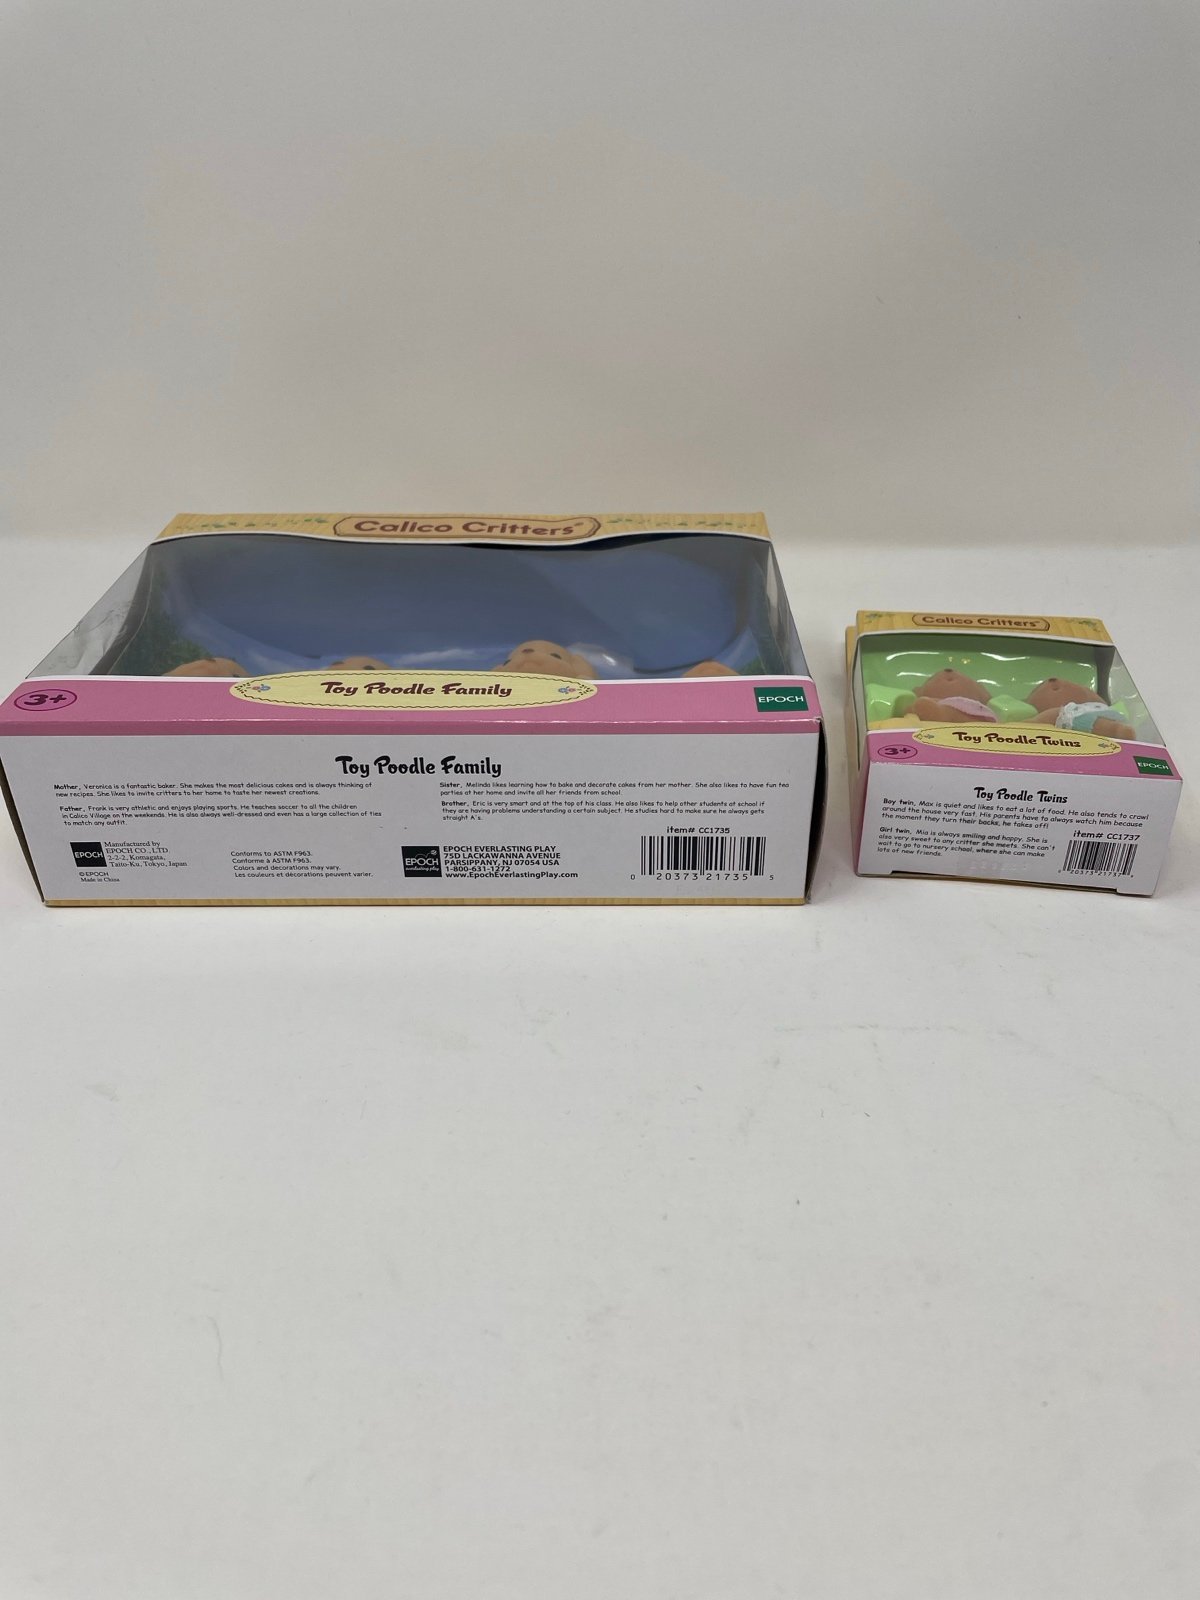 Calico Critters®
3+
Toy Poodle Family
EPOCH
Toy Poodle Family
Mother, Veronica is a fantastic baker. She makes the most delicious cakes and is always thinking of
new recipes. She likes to invite critters to her home to taste her newest creations.
Father, Frank is very athletic and enjoys playing sports. He teaches soccer to all the children
in Calico Village on the weekends. He is also always well-dressed and even has a large collection of ties
to match any outfit.
Sister, Melinda likes learning how to bake and decorate cakes from her mother. She also likes to have fun tea
parties at her home and invite all her friends from school.
Brother, Eric is very smart and at the top of his class. He also likes to help other students at school if
they are having problems understanding a certain subject. He studies hard to make sure he always gets
straight A's.
EPOCH
Manufactured by
EPOCH CO., LTD.
2-2-2, Komagata,
Taito-Ku, Tokyo, Japan
©EPOCH
Made in China
Conforms to ASTM F963.
Conforme à ASTM F963.
Colors and decorations may vary.
Les couleurs et décorations peuvent varier.
EPOCH
everlasting play
EPOCH EVERLASTING PLAY
75D LACKAWANNA AVENUE
PARSIPPANY, NJ 07054 USA
1-800-631-1272
www.EpochEverlastingPlay.com
item# CC1735
0 20373 21735 5
Calico Critters®
3+
Toy Poodle Twins
EPOCH
Toy Poodle Twins
Boy twin, Max is quiet and likes to eat a lot of food. He also tends to crawl
around the house very fast. His parents have to always watch him because
the moment they turn their backs, he takes off!
Girl twin, Mia is always smiling and happy. She is
also very sweet to any critter she meets. She can't
wait to go to nursery school, where she can make
lots of new friends.
item# CC1737
0 20373 21737 9